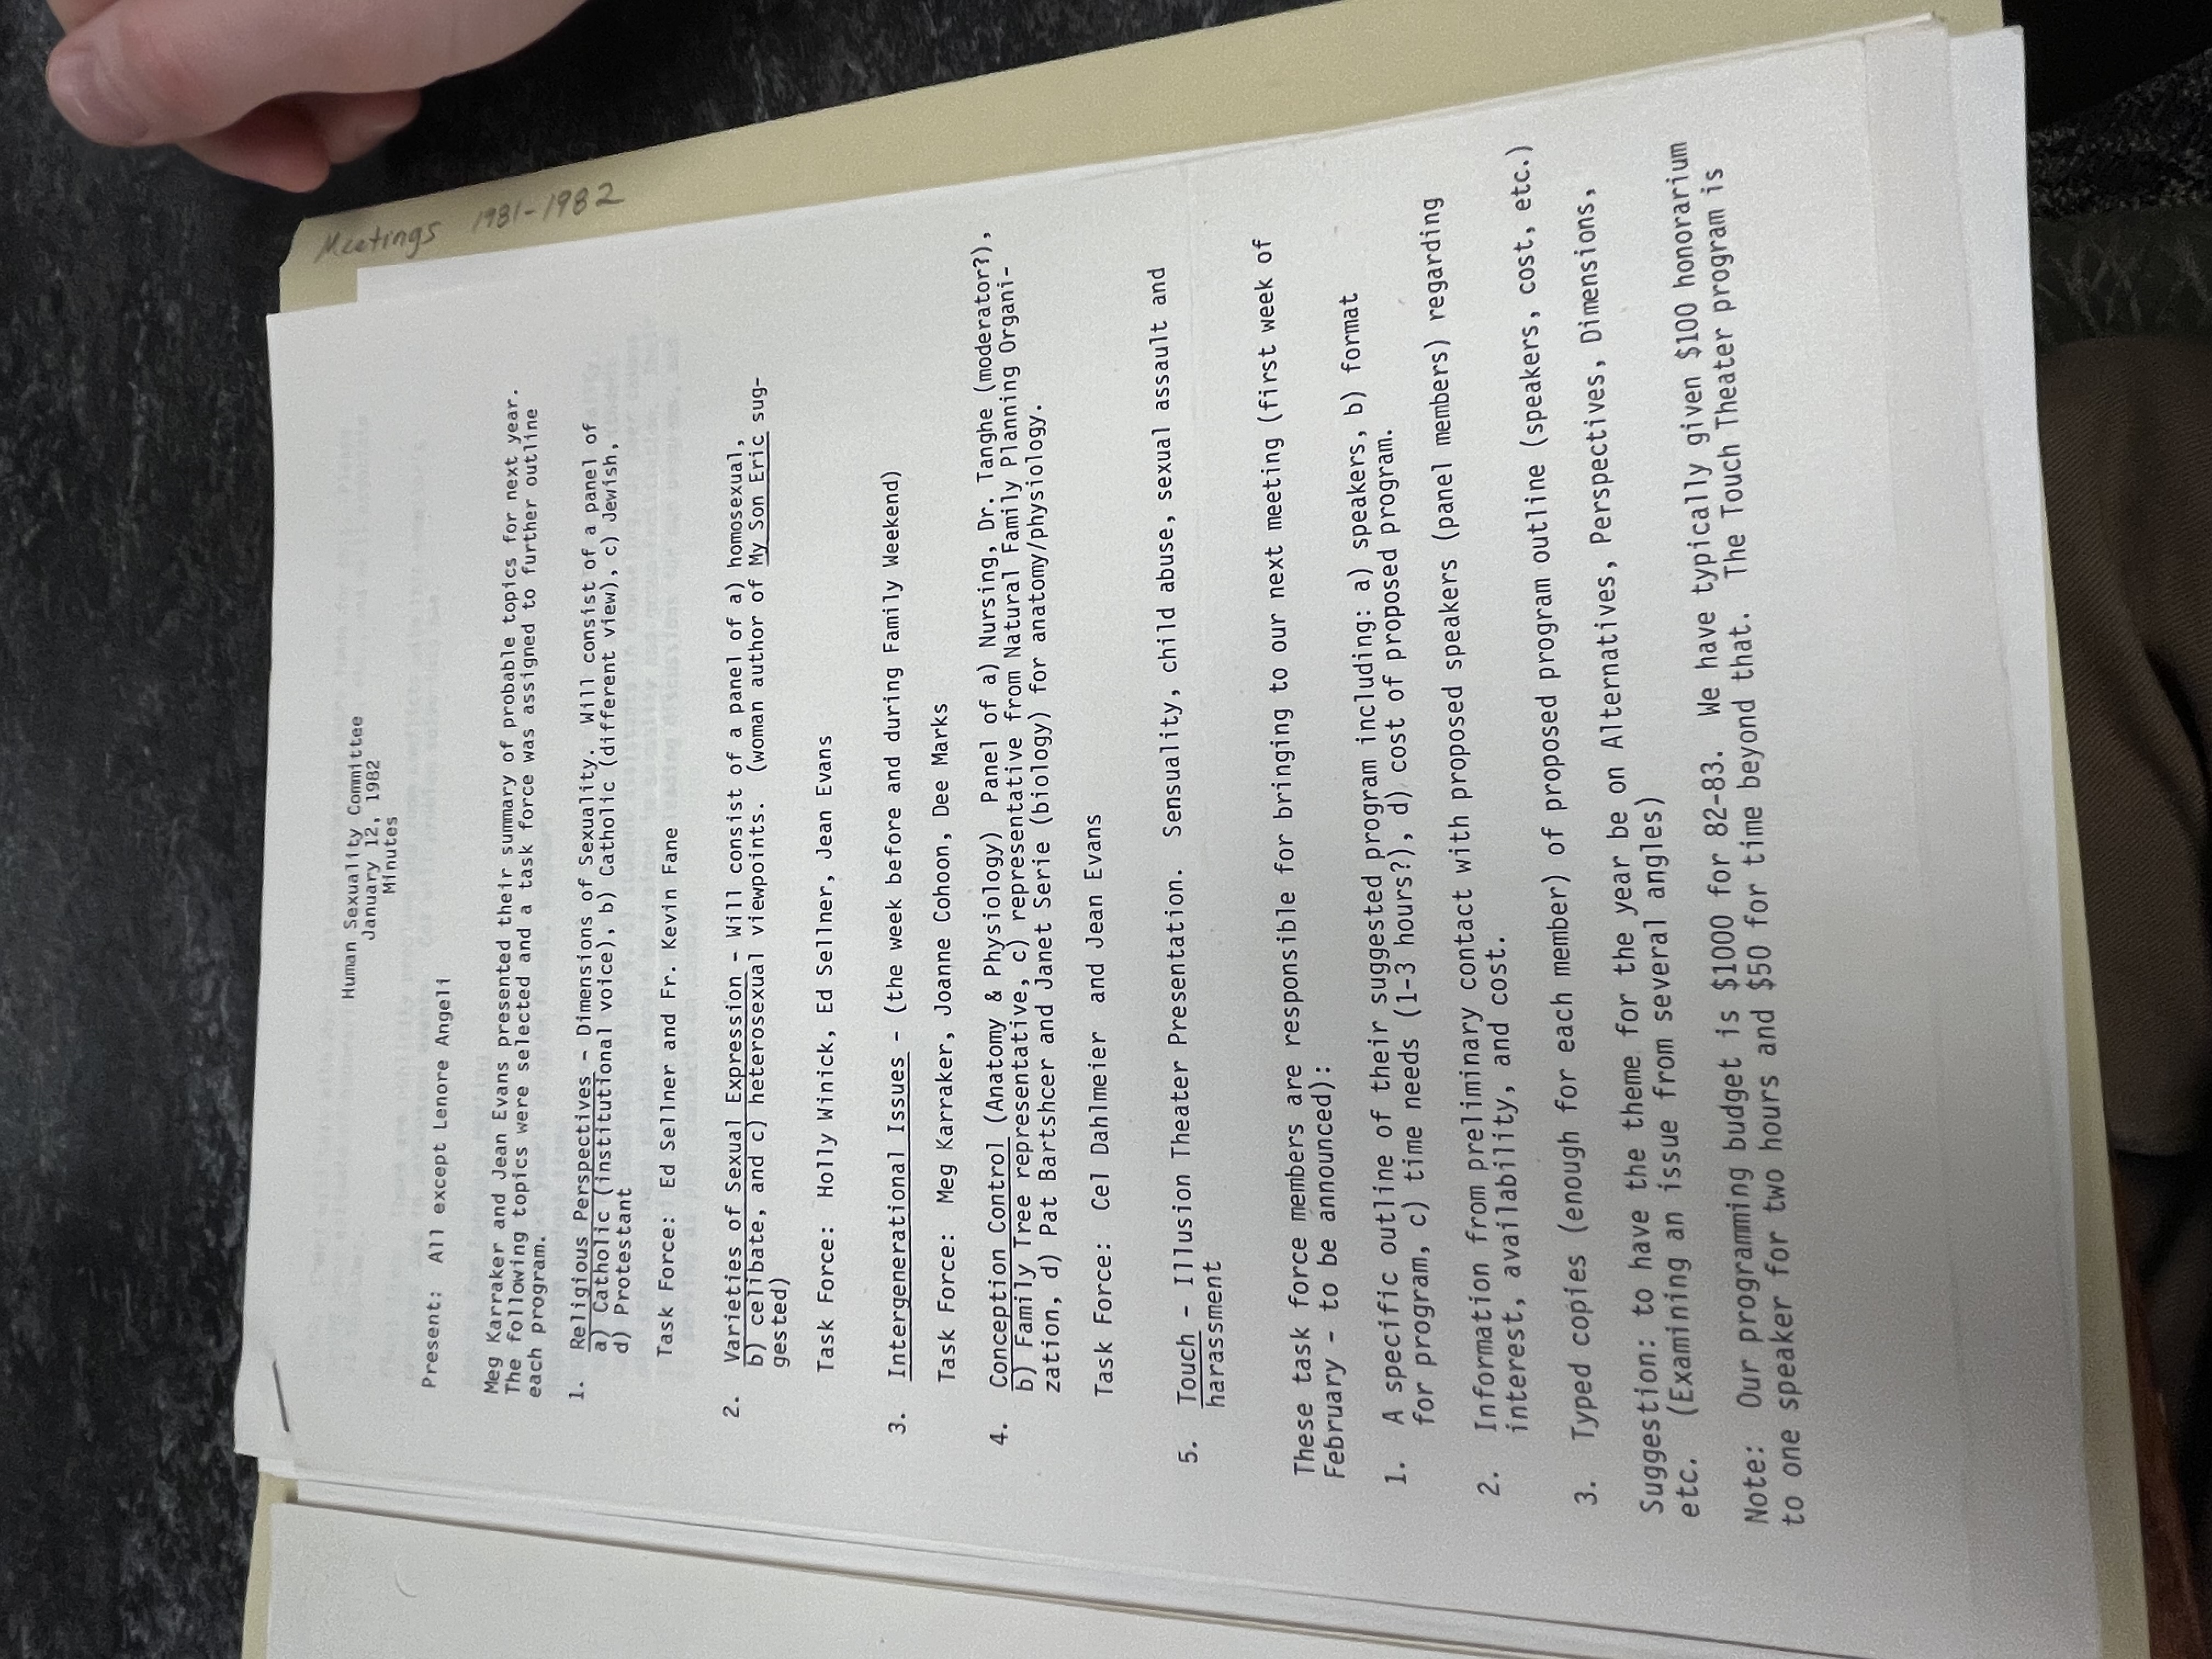 Human Sexuality Committee
January 12, 1982
Minutes
Present: All except Lenore Angeli
Meg Karraker and Jean Evans presented their summary of probable topics for next year.
The following topics were selected and a task force was assigned to further outline
each program.
1. Religious Perspectives - Dimensions of Sexuality. Will consist of a panel of
a) Catholic (institutional voice), b) Catholic (different view), c) Jewish,
d) Protestant
Task Force: Ed Sellner and Fr. Kevin Fane
2. Varieties of Sexual Expression - Will consist of a panel of a) homosexual,
b) celibate, and c) heterosexual viewpoints. (woman author of My Son Eric sug-
gested)
Task Force: Holly Winick, Ed Sellner, Jean Evans
3. Intergenerational Issues - (the week before and during Family Weekend)
Task Force: Meg Karraker, Joanne Cohoon, Dee Marks
4. Conception Control (Anatomy & Physiology) Panel of a) Nursing, Dr. Tanghe (moderator?),
b) Family Tree representative, c) representative from Natural Family Planning Organi-
zation, d) Pat Bartshcer and Janet Serie (biology) for anatomy/physiology.
Task Force: Cel Dahlmeier and Jean Evans
5. Touch - Illusion Theater Presentation. Sensuality, child abuse, sexual assault and
harassment
These task force members are responsible for bringing to our next meeting (first week of
February - to be announced):
1. A specific outline of their suggested program including: a) speakers, b) format
for program, c) time needs (1-3 hours?), d) cost of proposed program.
2. Information from preliminary contact with proposed speakers (panel members) regarding
interest, availability, and cost.
3. Typed copies (enough for each member) of proposed program outline (speakers, cost, etc.)
Suggestion: to have the theme for the year be on Alternatives, Perspectives, Dimensions,
etc. (Examining an issue from several angles)
Note: Our programming budget is $1000 for 82-83. We have typically given $100 honorarium
to one speaker for two hours and $50 for time beyond that. The Touch Theater program is
Meetings 1981-1982